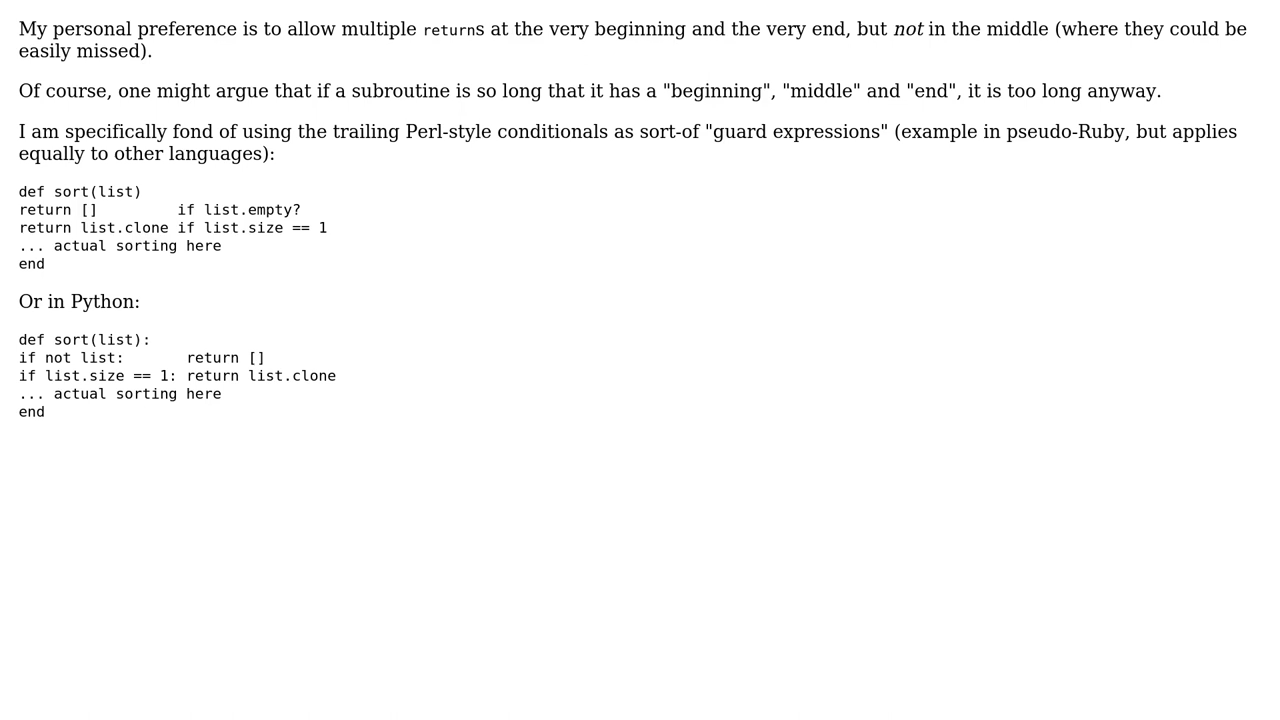 My personal preference is to allow multiple returns at the very beginning and the very end, but not in the middle (where they could be
easily missed).
Of course, one might argue that if a subroutine is so long that it has a "beginning", "middle" and "end", it is too long anyway.
I am specifically fond of using the trailing Perl-style conditionals as sort-of "guard expressions" (example in pseudo-Ruby, but applies
equally to other languages):
def sort(list)
return []         if list.empty?
return list.clone if list.size == 1
... actual sorting here
end
Or in Python:
def sort(list):
if not list:       return []
if list.size == 1: return list.clone
... actual sorting here
end